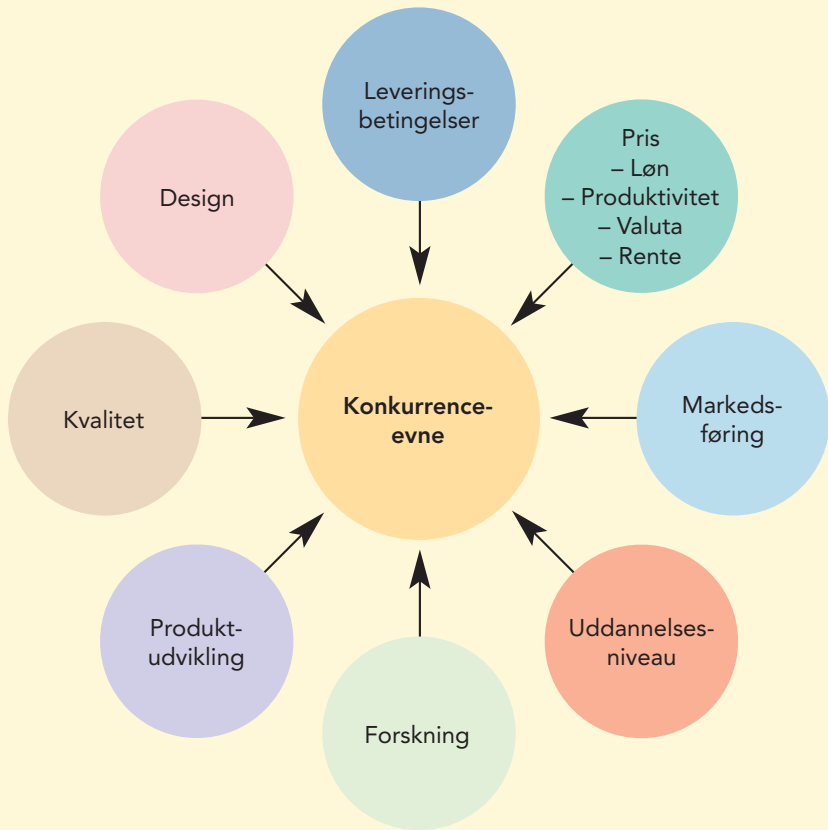 Leverings-
betingelser
Pris
– Løn
– Produktivitet
– Valuta
– Rente
Design
Konkurrence-
evne
Kvalitet
Markeds-
føring
Produkt-
udvikling
Uddannelses-
niveau
Forskning